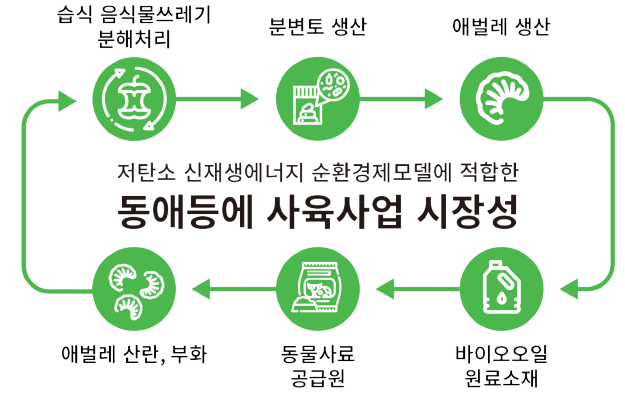 습식 음식물쓰레기
분해처리
분변토 생산
애벌레 생산
저탄소 신재생에너지 순환경제모델에 적합한
동애등에 사육사업 시장성
애벌레 산란, 부화
동물사료
공급원
바이오오일
원료소재